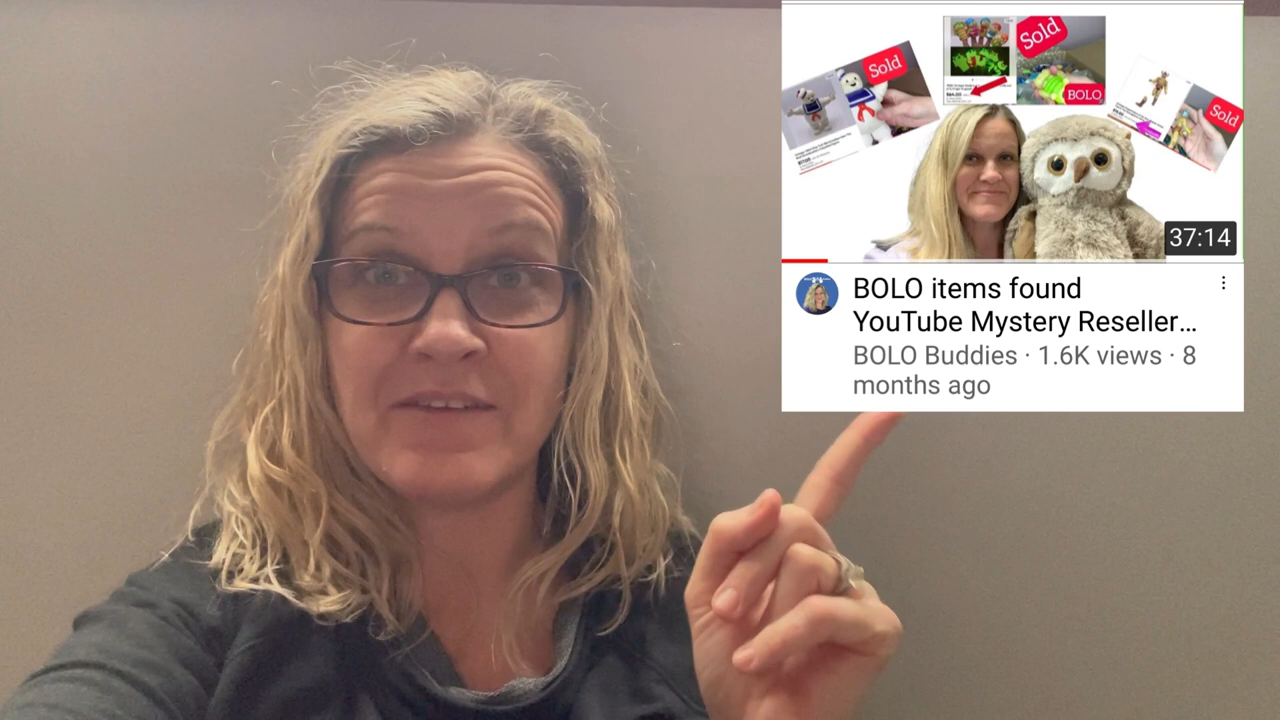 Sold
Sold
BOLO
Sold
37:14
BOLO items found
YouTube Mystery Reseller...
BOLO Buddies · 1.6K views · 8
months ago